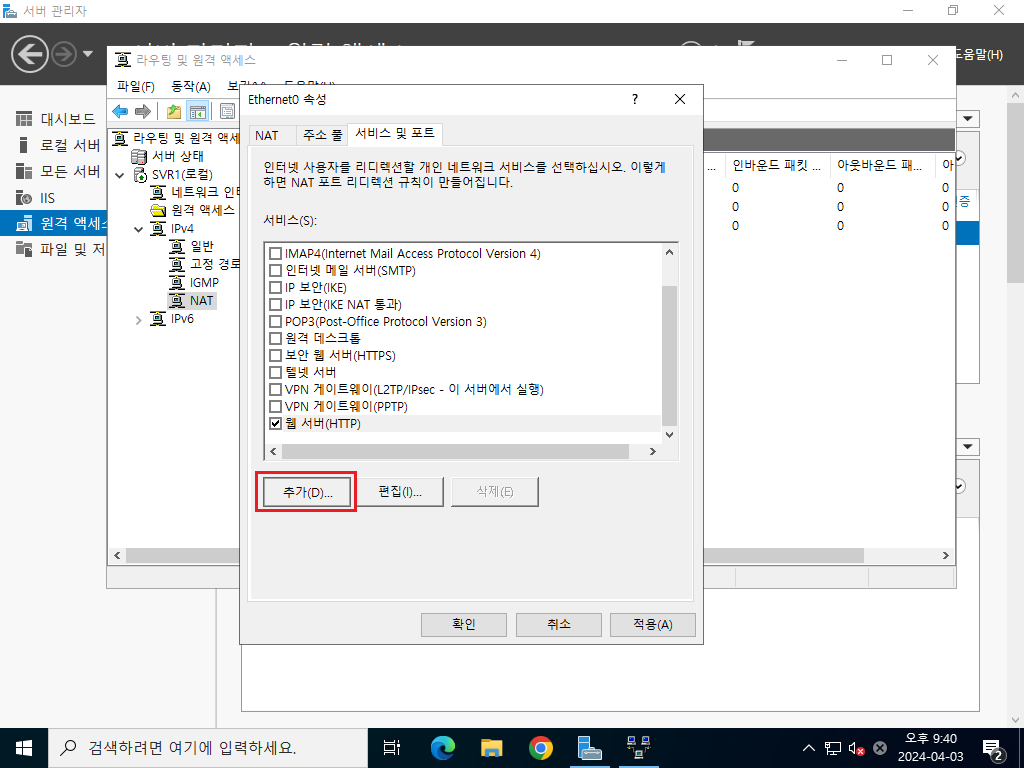 서버 관리자
도움말(H)
라우팅 및 원격 액세스
파일(F) 동작(A)
대시보드
로컬 서버
모든 서버
IIS
원격 액세스
파일 및 저
라우팅 및 원격 액세
서버 상태
SVR1(로컬)
네트워크 인터
원격 액세스
IPv4
일반
고정 경로
IGMP
NAT
IPv6
... 인바운드 패킷 ... 아웃바운드 패... 아
0 0 0
0 0 0
0 0 0
증
Ethernet0 속성
?
NAT 주소 풀 서비스 및 포트
인터넷 사용자를 리디렉션할 개인 네트워크 서비스를 선택하십시오. 이렇게
하면 NAT 포트 리디렉션 규칙이 만들어집니다.
서비스(S):
IMAP4(Internet Mail Access Protocol Version 4)
인터넷 메일 서버(SMTP)
IP 보안(IKE)
IP 보안(IKE NAT 통과)
POP3(Post-Office Protocol Version 3)
원격 데스크톱
보안 웹 서버(HTTPS)
텔넷 서버
VPN 게이트웨이(L2TP/IPsec - 이 서버에서 실행)
VPN 게이트웨이(PPTP)
웹 서버(HTTP)
추가(D)... 편집(I)... 삭제(E)
확인 취소 적용(A)
검색하려면 여기에 입력하세요.
오후 9:40
2024-04-03
2